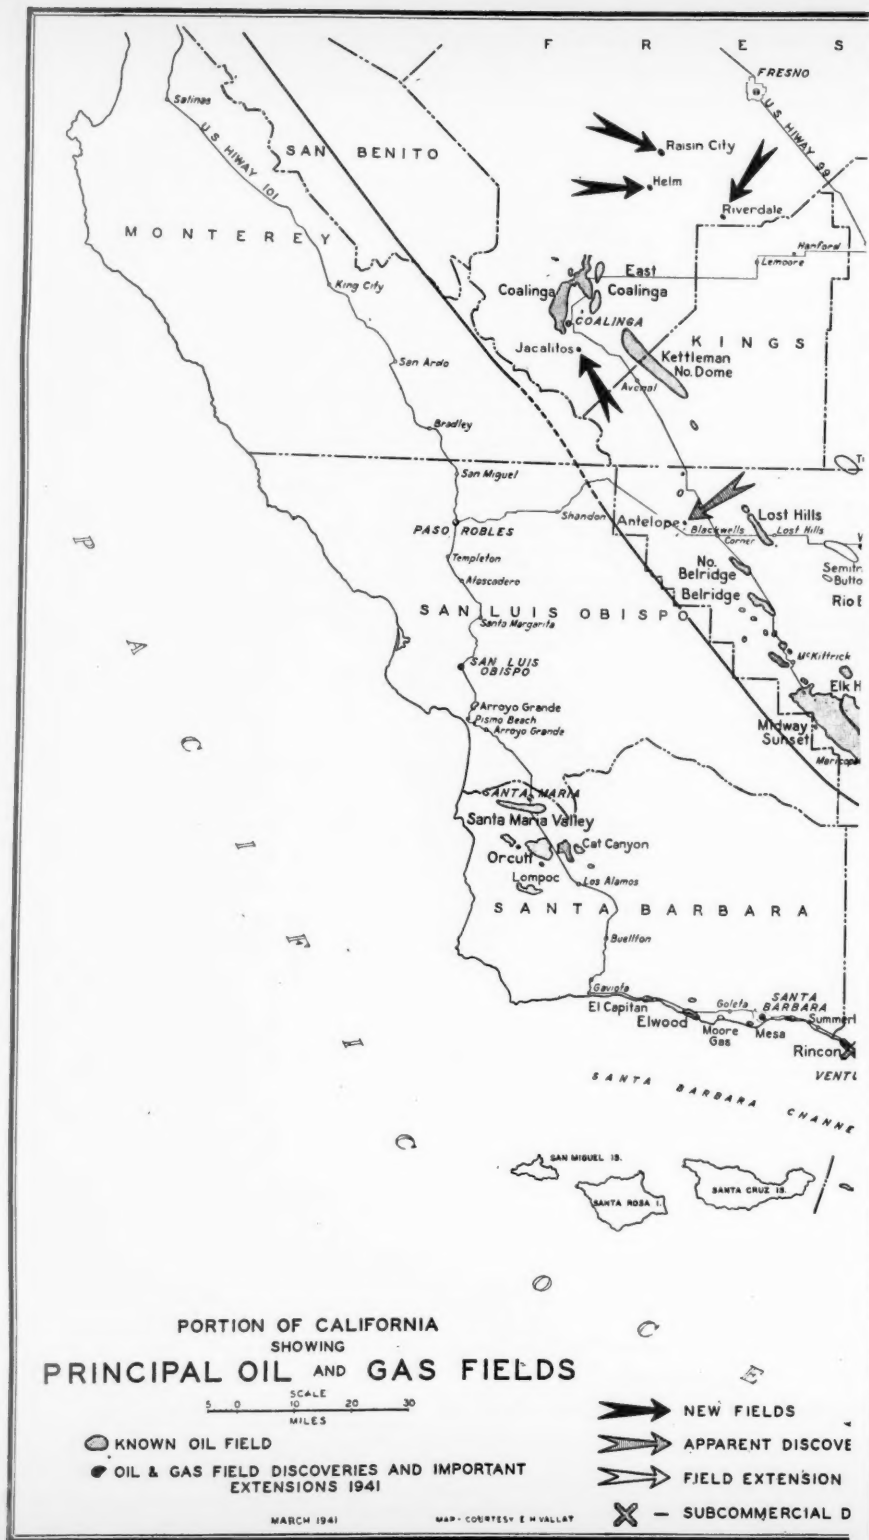 F R E S
FRESNO
U.S. HIWAY 99
Salinas
U.S. HIWAY 101
SAN BENITO
Raisin City
Helm
Riverdale
MONTEREY
Hanford
Lemoore
East
Coalinga
Coalinga
King City
COALINGA
KINGS
Jacalitos
Kettleman
No. Dome
Avenal
San Ardo
Bradley
San Miguel
Shandon
Antelope
Blackwells
Corner
Lost Hills
Lost Hills
PASO ROBLES
Templeton
Atascadero
No.
Belridge
Belridge
Semitr
Butto
Rio B
SAN LUIS OBISPO
Santa Margarita
McKittrick
SAN LUIS
OBISPO
Elk H
Arroyo Grande
Pismo Beach
Arroyo Grande
Midway
Sunset
Maricopa
SANTA MARIA
Santa Maria Valley
Cat Canyon
Orcutt
Lompoc
Los Alamos
SANTA BARBARA
Buellton
Gaviota
El Capitan
Elwood
Goleta
Moore
Gas
Mesa
SANTA
BARBARA
Summerl
Rincon
VENTU
SANTA BARBARA CHANNE
SAN MIGUEL IS.
SANTA ROSA I.
SANTA CRUZ IS.
PACIFIC OCE
PORTION OF CALIFORNIA
SHOWING
PRINCIPAL OIL AND GAS FIELDS
SCALE
5 0 10 20 30
MILES
KNOWN OIL FIELD
OIL & GAS FIELD DISCOVERIES AND IMPORTANT
EXTENSIONS 1941
MARCH 1941
MAP - COURTESY E H VALLAT
NEW FIELDS
APPARENT DISCOVE
FIELD EXTENSION
- SUBCOMMERCIAL D